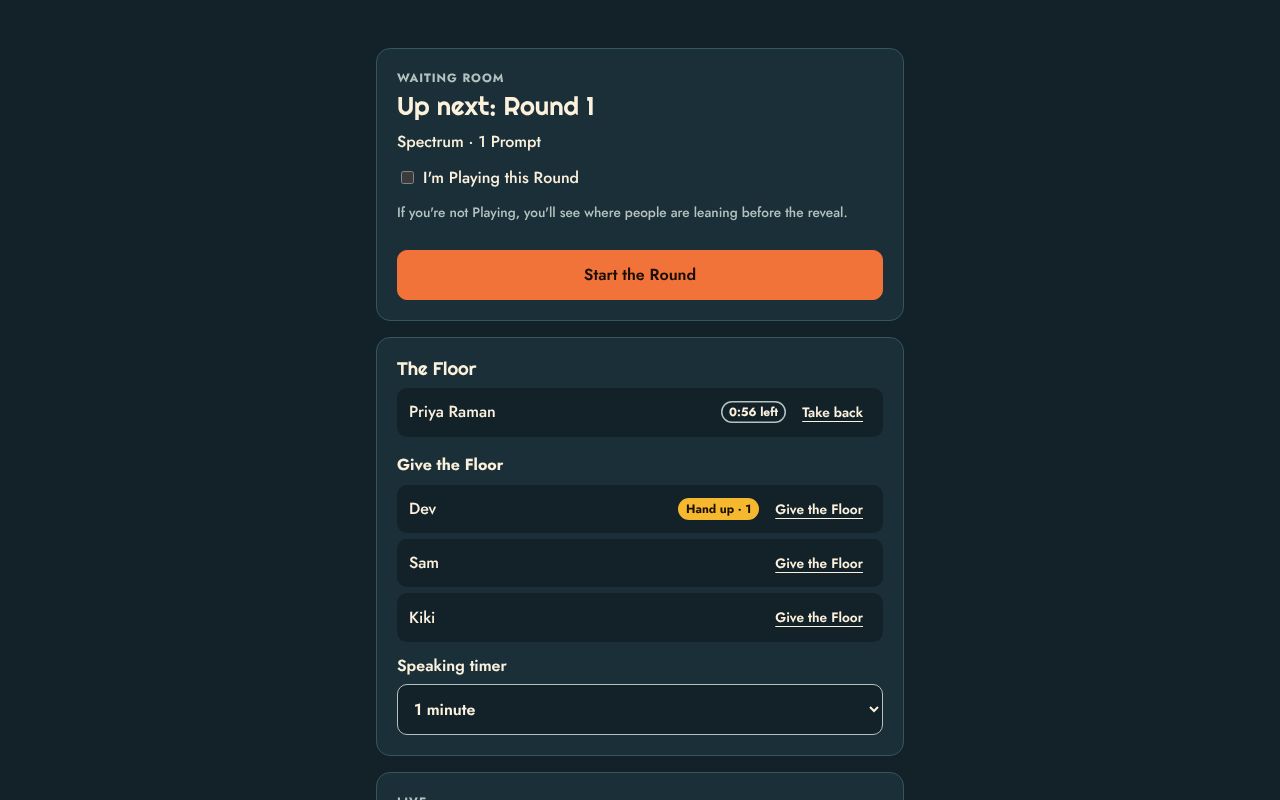 WAITING ROOM
Up next: Round 1
Spectrum · 1 Prompt
I'm Playing this Round
If you're not Playing, you'll see where people are leaning before the reveal.
Start the Round
The Floor
Priya Raman 0:56 left Take back
Give the Floor
Dev Hand up · 1 Give the Floor
Sam Give the Floor
Kiki Give the Floor
Speaking timer
1 minute
LIVE